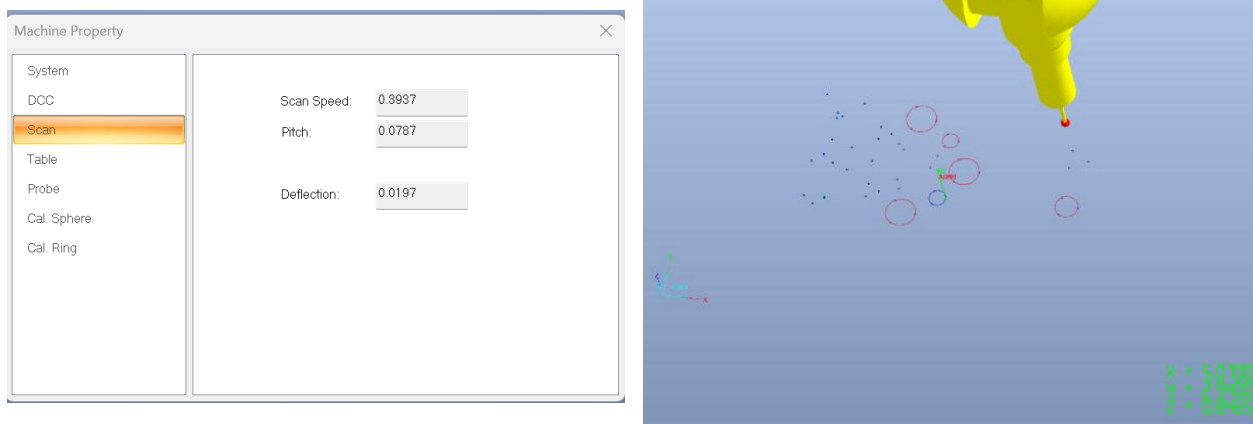 Machine Property
System
DCC
Scan
Table
Probe
Cal. Sphere
Cal. Ring
Scan Speed: 0.3937
Pitch: 0.0787
Deflection: 0.0197
X